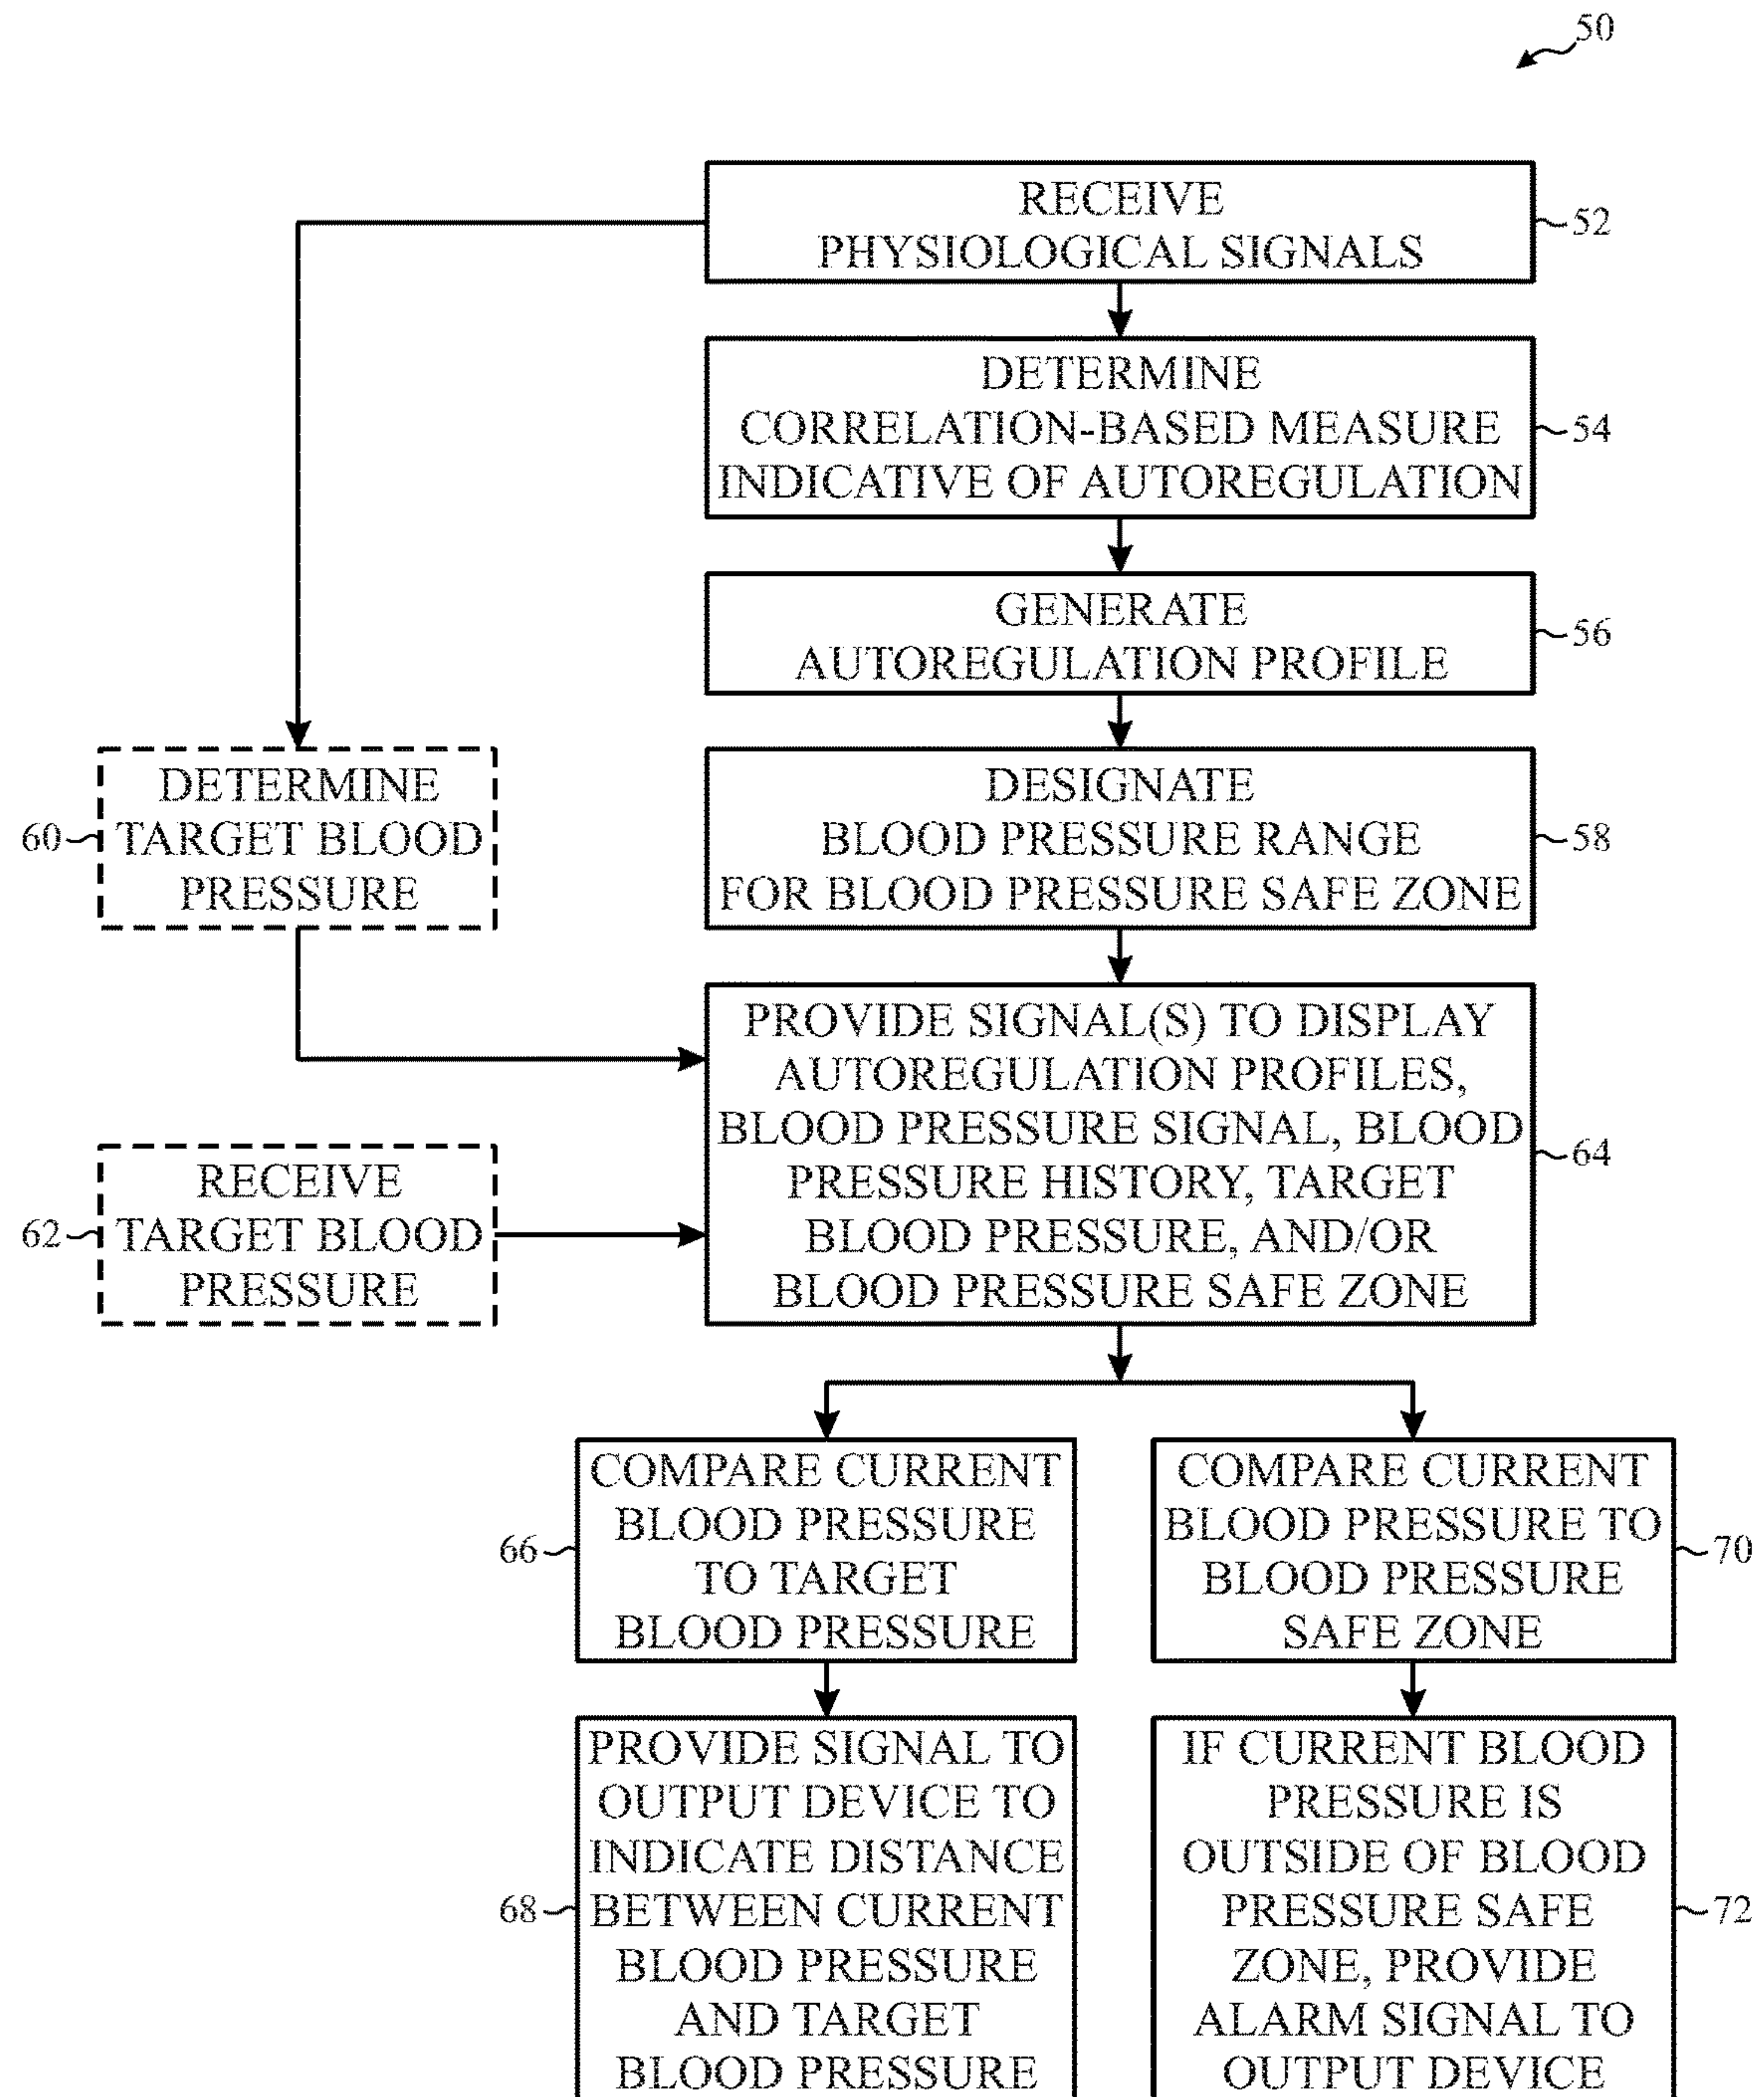 50
RECEIVE
PHYSIOLOGICAL SIGNALS
52
DETERMINE
CORRELATION-BASED MEASURE
INDICATIVE OF AUTOREGULATION
54
GENERATE
AUTOREGULATION PROFILE
56
DETERMINE
TARGET BLOOD
PRESSURE
60
DESIGNATE
BLOOD PRESSURE RANGE
FOR BLOOD PRESSURE SAFE ZONE
58
RECEIVE
TARGET BLOOD
PRESSURE
62
PROVIDE SIGNAL(S) TO DISPLAY
AUTOREGULATION PROFILES,
BLOOD PRESSURE SIGNAL, BLOOD
PRESSURE HISTORY, TARGET
BLOOD PRESSURE, AND/OR
BLOOD PRESSURE SAFE ZONE
64
COMPARE CURRENT
BLOOD PRESSURE
TO TARGET
BLOOD PRESSURE
66
COMPARE CURRENT
BLOOD PRESSURE TO
BLOOD PRESSURE
SAFE ZONE
70
PROVIDE SIGNAL TO
OUTPUT DEVICE TO
INDICATE DISTANCE
BETWEEN CURRENT
BLOOD PRESSURE
AND TARGET
BLOOD PRESSURE
68
IF CURRENT BLOOD
PRESSURE IS
OUTSIDE OF BLOOD
PRESSURE SAFE
ZONE, PROVIDE
ALARM SIGNAL TO
OUTPUT DEVICE
72